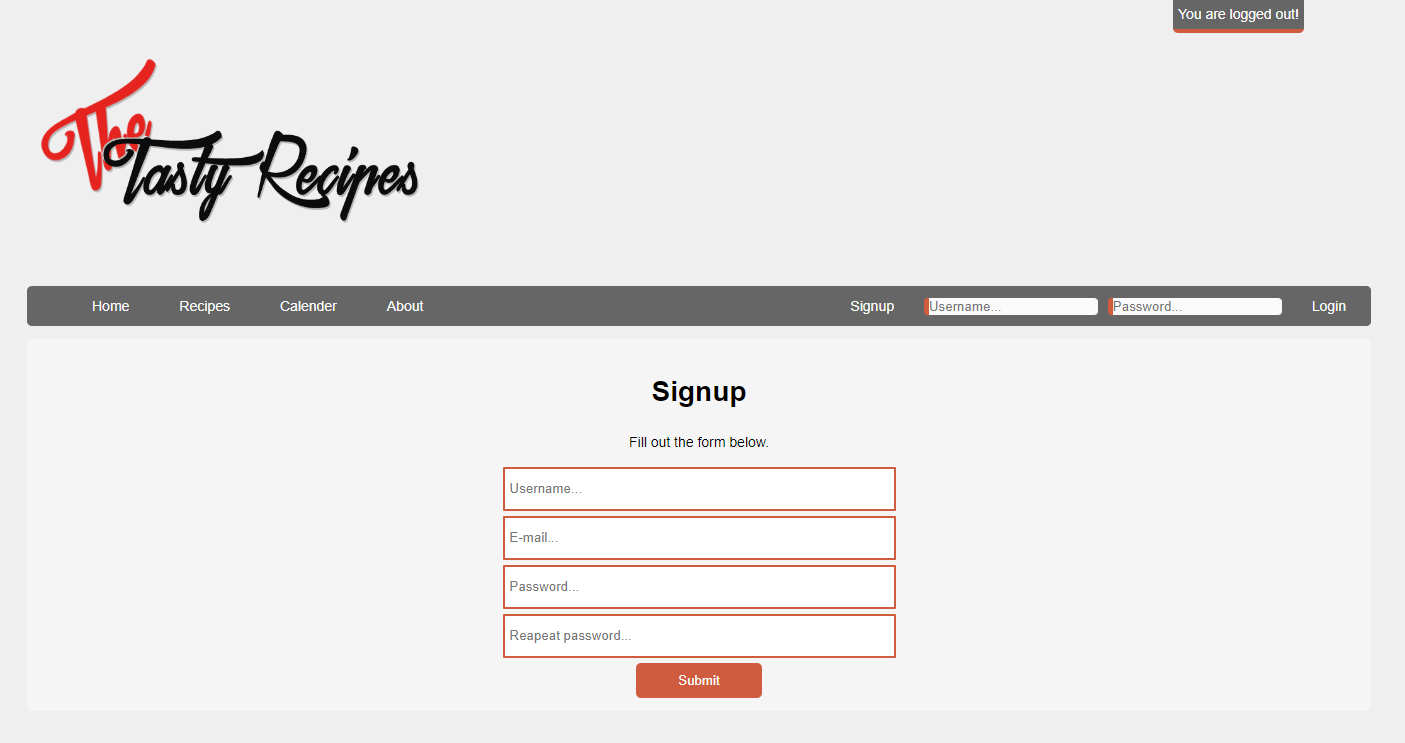 You are logged out!
The
Tasty Recipes
Home Recipes Calender About Signup Username... Password... Login
Signup
Fill out the form below.
Username...
E-mail...
Password...
Reapeat password...
Submit